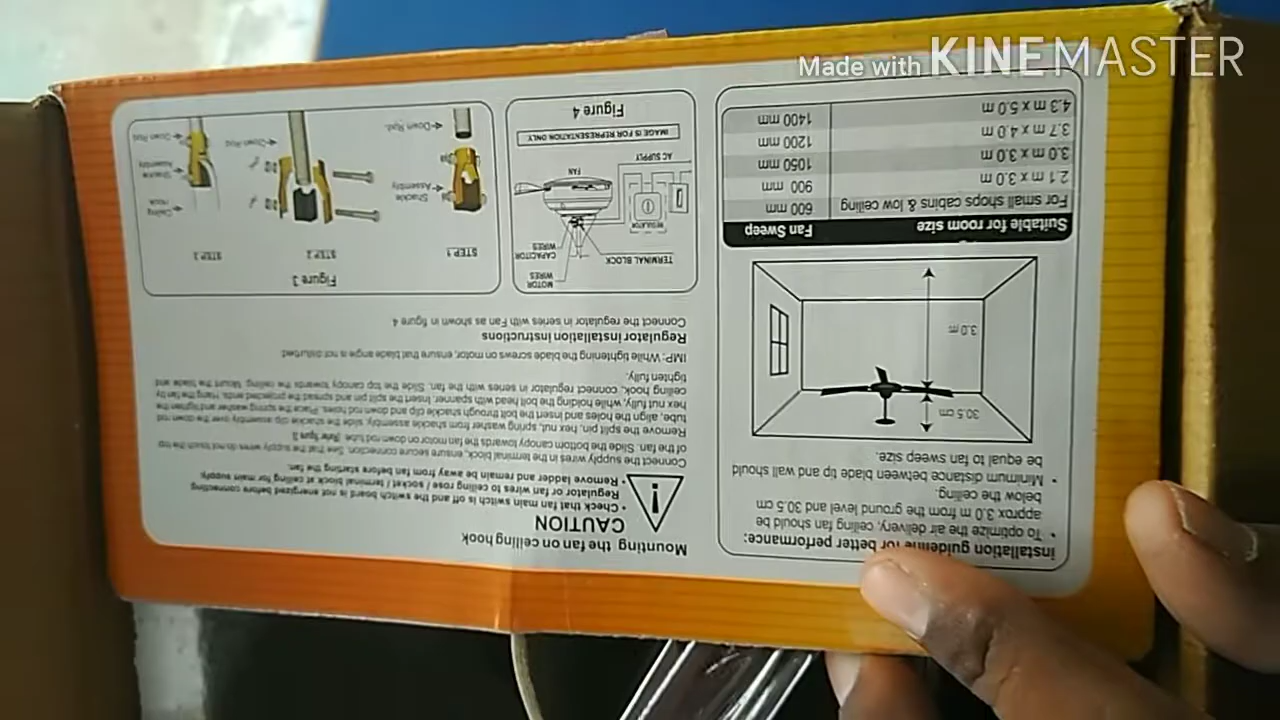 Made with KINEMASTER
installation guideline for better performance:
• To optimize the air delivery, ceiling fan should be
approx 3.0 m from the ground level and 30.5 cm
below the ceiling.
• Minimum distance between blade tip and wall should
be equal to fan sweep size.
30.5 cm
3.0 m
Suitable for room size Fan Sweep
For small shops cabins & low ceiling 600 mm
2.1 m x 3.0 m 900 mm
3.0 m x 3.0 m 1050 mm
3.7 m x 4.0 m 1200 mm
4.3 m x 5.0 m 1400 mm
Mounting the fan on ceiling hook
CAUTION
• Check that fan main switch is off and the switch board is not energized before connecting
Regulator or fan wires to ceiling rose / socket / terminal block at ceiling for main supply.
• Remove ladder and remain be away from fan before starting the fan.
Connect the supply wires in the terminal block, ensure secure connection. See that the supply wires do not touch the top
of the fan. Slide the bottom canopy towards the fan motor on down rod tube. (Refer figure 3
Remove the split pin, hex nut, spring washer from shackle assembly, slide the shackle clip assembly over the down rod
tube, align the holes and insert the bolt through shackle clip and down rod holes. Place the spring washer and tighten the
hex nut fully, while holding the bolt head with spanner. Insert the split pin and spread the projected ends. Hang the fan by
ceiling hook, connect regulator in series with the fan. Slide the top canopy towards the ceiling. Mount the blade and
tighten fully.
IMP: While tightening the blade screws on motor, ensure that blade angle is not disturbed
Regulator Installation Instructions
Connect the regulator in series with Fan as shown in figure 4
MOTOR
WIRES
TERMINAL BLOCK
CAPACITOR
WIRES
REGULATOR
FAN
AC SUPPLY
IMAGE IS FOR REPRESENTATION ONLY
Figure 4
Figure 3
STEP 1
STEP 2
STEP 3
Shackle
Assembly
Down Rod
Down Rod
Ceiling
Hook
Shackle
Assembly
Down Rod